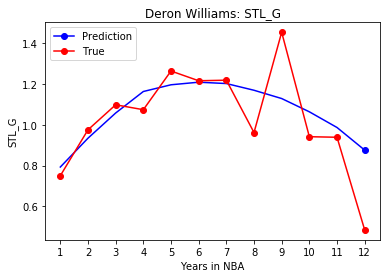 Deron Williams: STL_G
Prediction
True
1.4
1.2
1.0
0.8
0.6
STL_G
1 2 3 4 5 6 7 8 9 10 11 12
Years in NBA